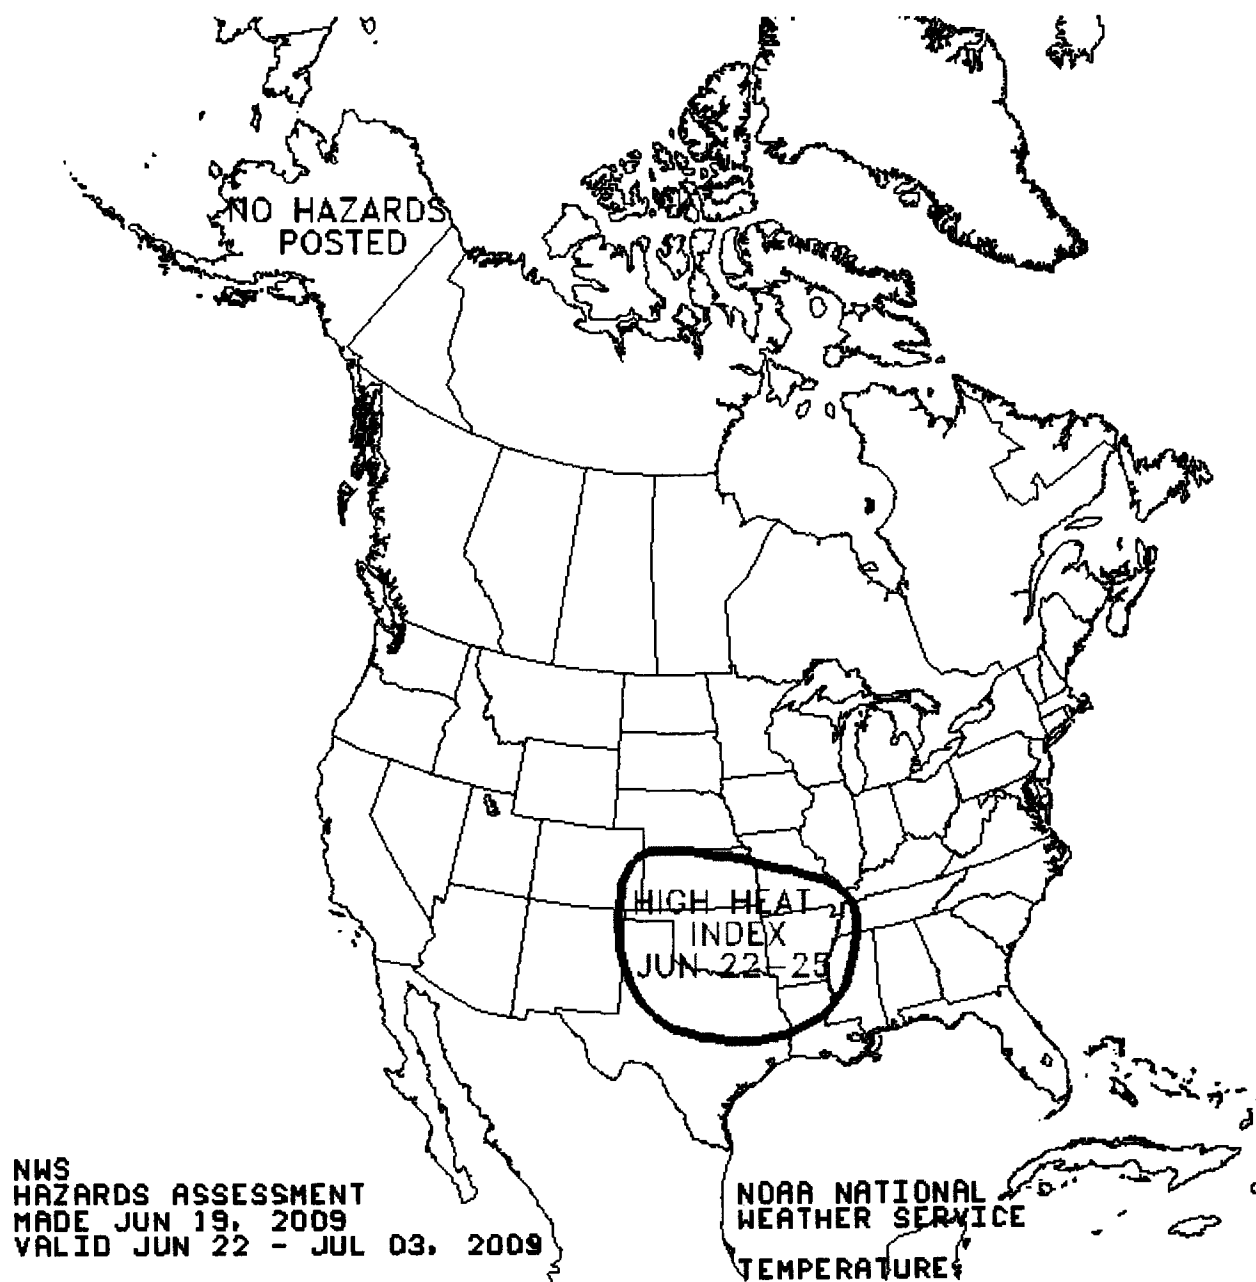 NO HAZARDS
POSTED
HIGH HEAT
INDEX
JUN 22-25
NWS
HAZARDS ASSESSMENT
MADE JUN 19, 2009
VALID JUN 22 - JUL 03, 2009
NOAA NATIONAL
WEATHER SERVICE
TEMPERATURE